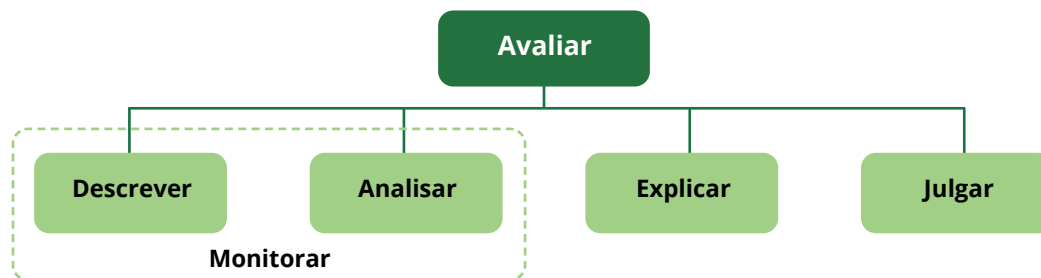 Avaliar
Descrever
Analisar
Explicar
Julgar
Monitorar